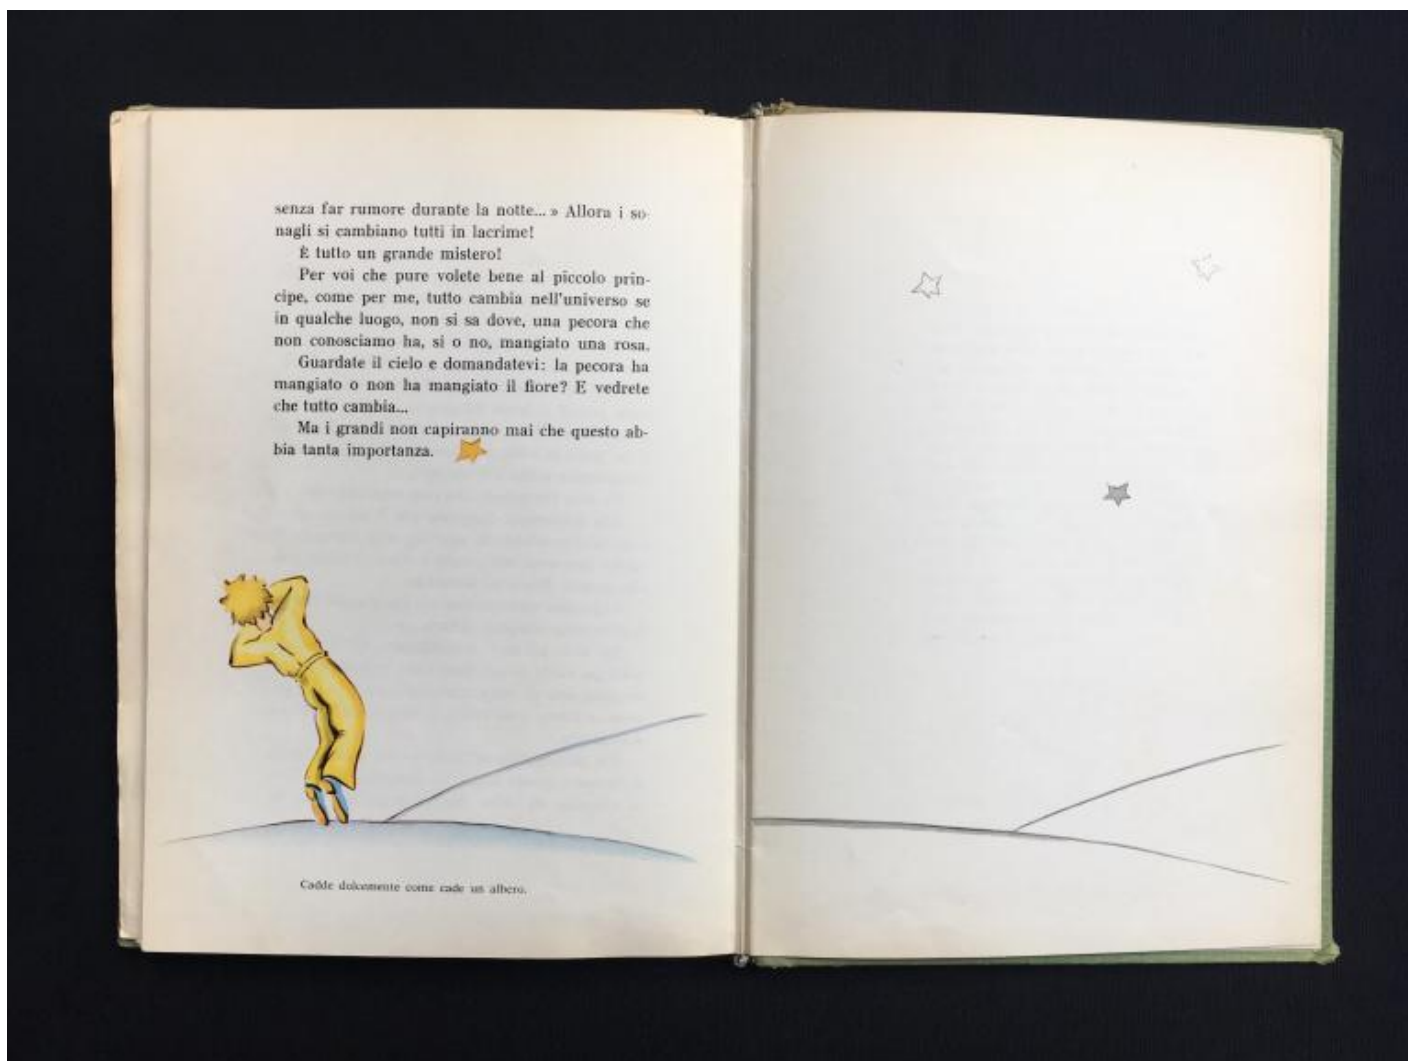 senza far rumore durante la notte... » Allora i so-
nagli si cambiano tutti in lacrime!
È tutto un grande mistero!
Per voi che pure volete bene al piccolo prin-
cipe, come per me, tutto cambia nell'universo se
in qualche luogo, non si sa dove, una pecora che
non conosciamo ha, sì o no, mangiato una rosa.
Guardate il cielo e domandatevi: la pecora ha
mangiato o non ha mangiato il fiore? E vedrete
che tutto cambia...
Ma i grandi non capiranno mai che questo ab-
bia tanta importanza.
Cadde dolcemente come cade un albero.